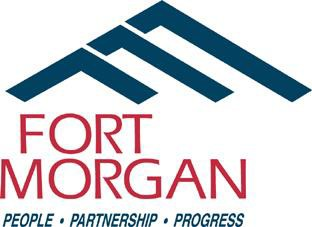 FORT
MORGAN
PEOPLE • PARTNERSHIP • PROGRESS